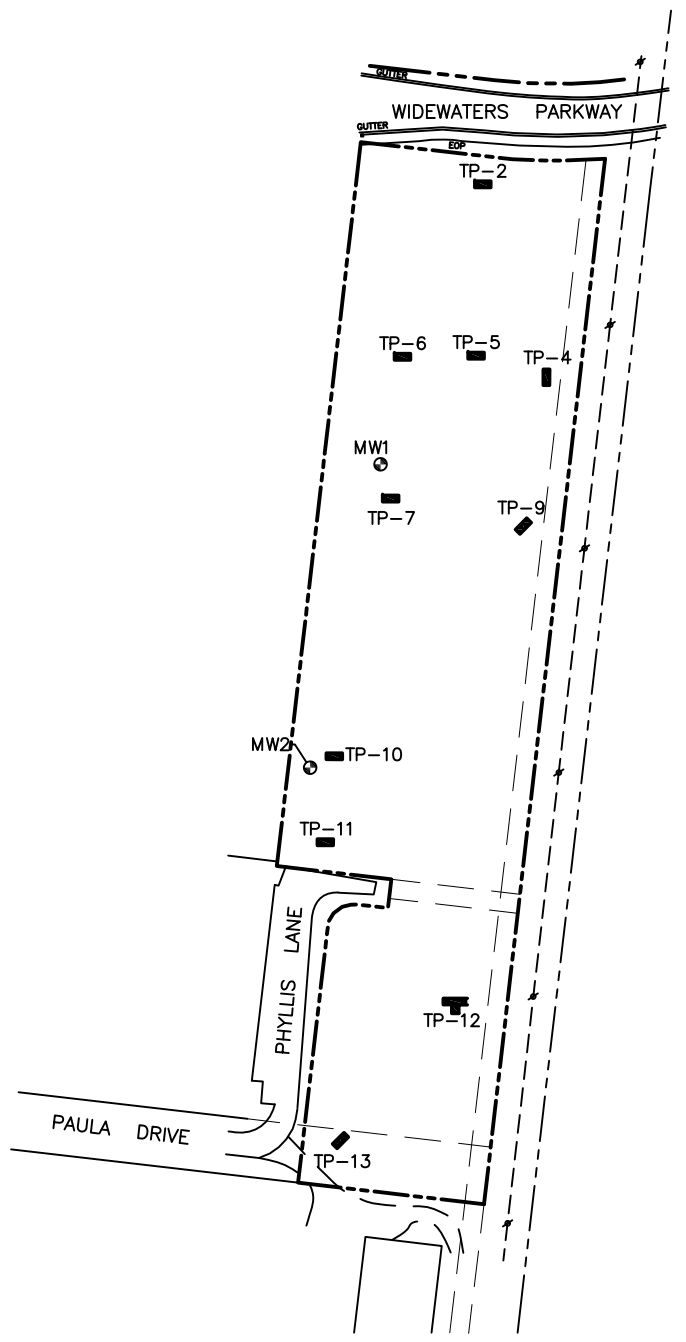 GUTTER
WIDEWATERS PARKWAY
GUTTER
EOP
TP-2
TP-6
TP-5
TP-4
MW1
TP-7
TP-9
MW2
TP-10
TP-11
PHYLLIS LANE
TP-12
PAULA DRIVE
TP-13